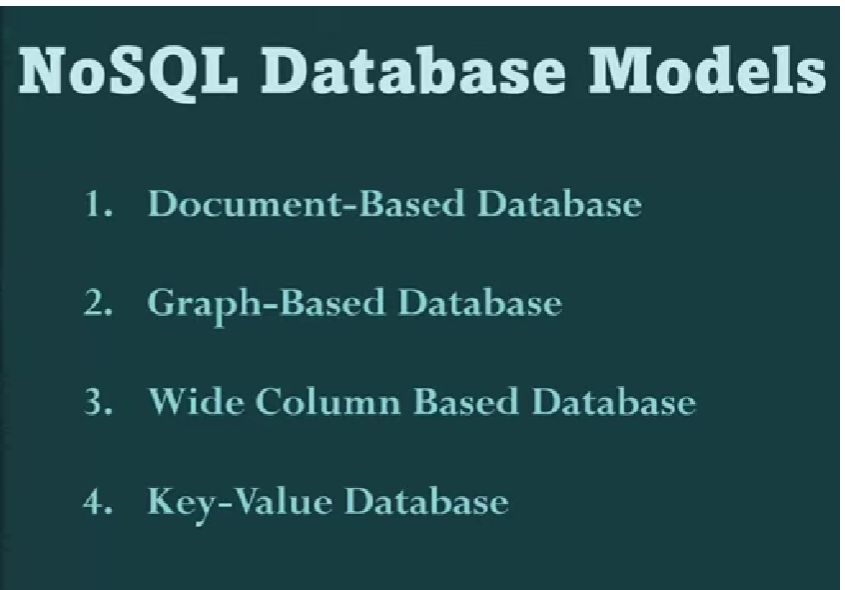 NoSQL Database Models
1. Document-Based Database
2. Graph-Based Database
3. Wide Column Based Database
4. Key-Value Database